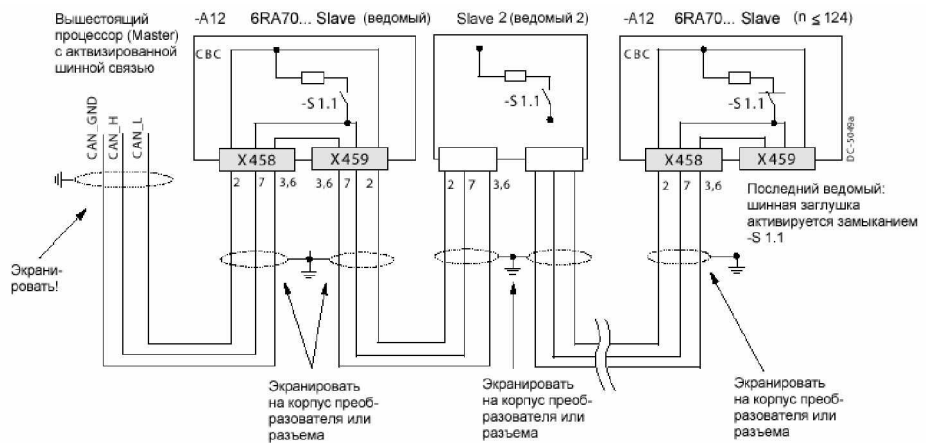 Вышестоящий
процессор (Master)
с актвизированной
шинной связью
-A12 6RA70... Slave (ведомый)
Slave 2 (ведомый 2)
-A12 6RA70... Slave (n ≤ 124)
CBC
-S 1.1
-S 1.1
CBC
-S 1.1
CAN_GND
CAN_H
CAN_L
X458
X459
X458
X459
DC-5049a
2 7 3,6
3,6 7 2
2 7 3,6
2 7 3,6
Последний ведомый:
шинная заглушка
активируется замыканием
-S 1.1
Экрани-
ровать!
Экранировать
на корпус преоб-
разователя или
разъема
Экранировать
на корпус преоб-
разователя или
разъема
Экранировать
на корпус преоб-
разователя или
разъема